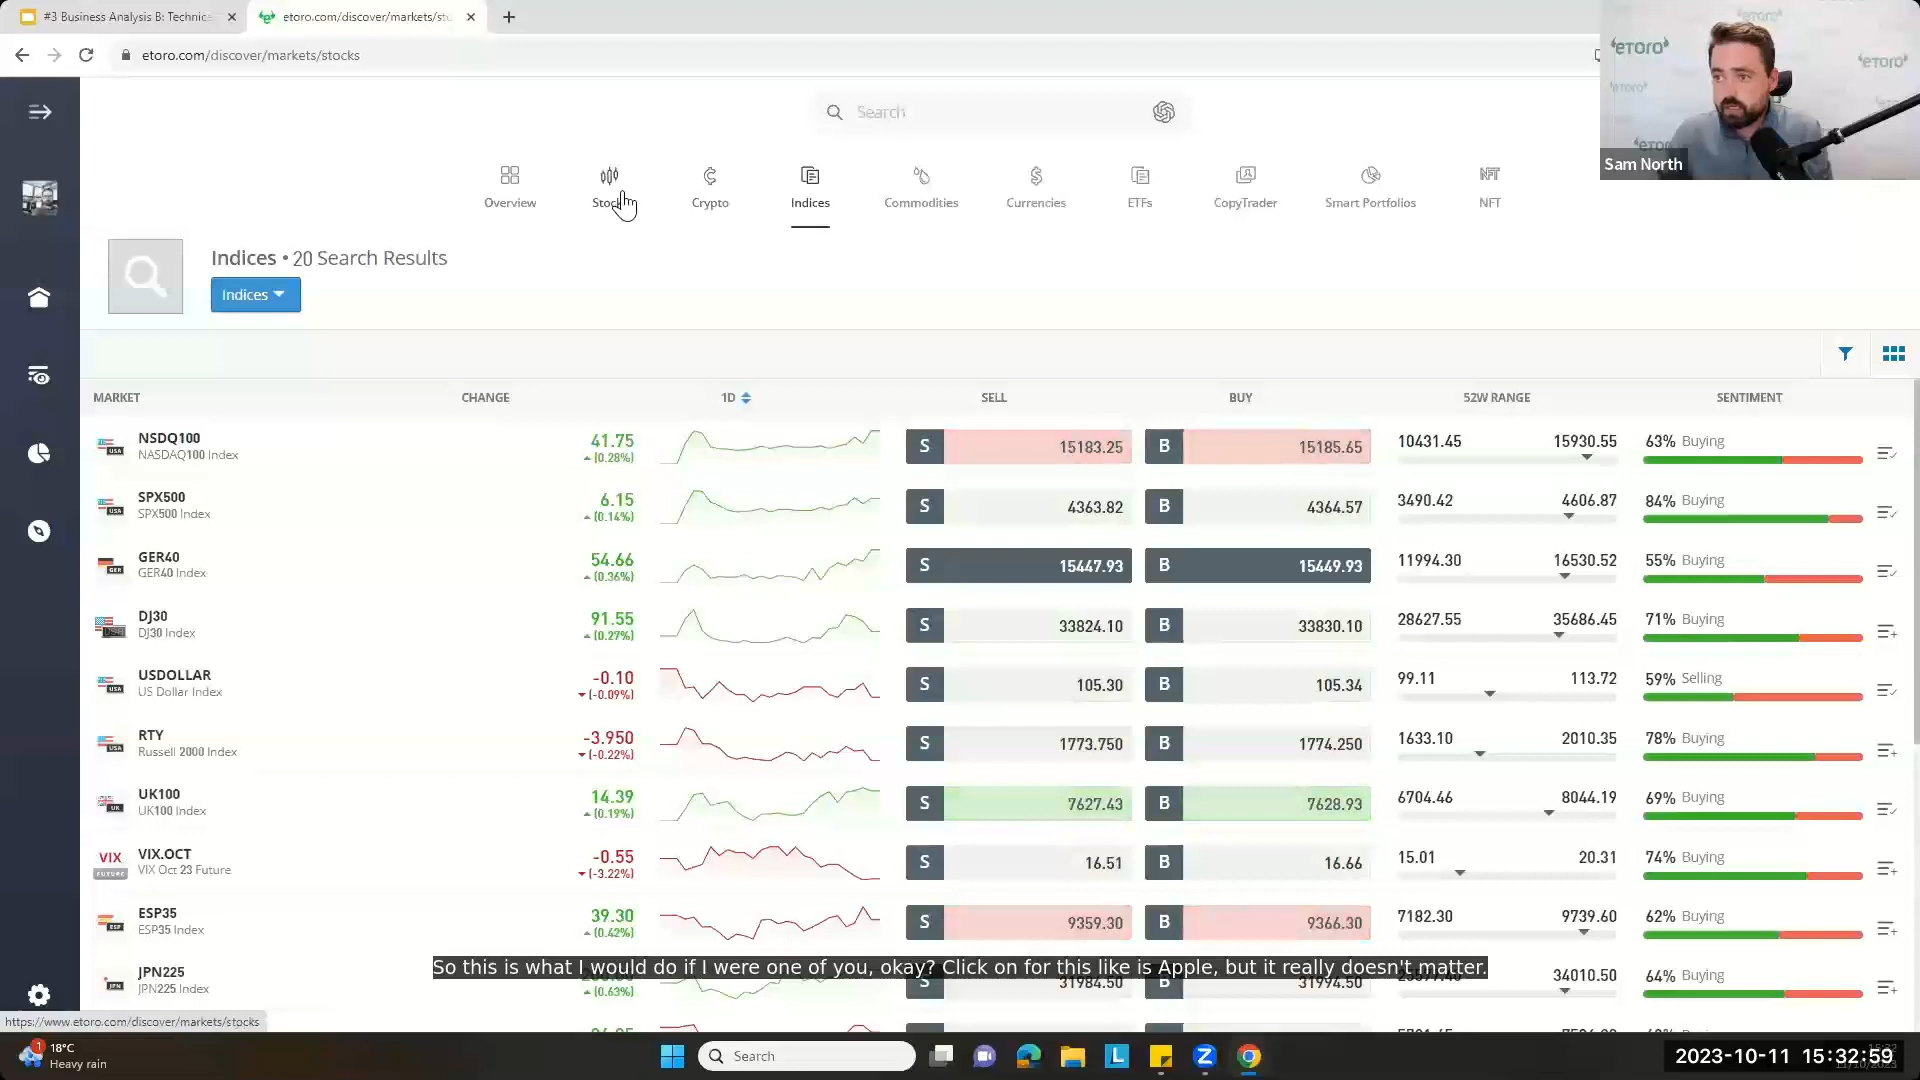 #3 Business Analysis B: Technic
etoro.com/discover/markets/sto
etoro.com/discover/markets/stocks
Search
eToro
Sam North
Overview
Stocks
Crypto
Indices
Commodities
Currencies
ETFs
CopyTrader
Smart Portfolios
NFT
Indices • 20 Search Results
Indices
MARKET CHANGE 1D SELL BUY 52W RANGE SENTIMENT
NSDQ100 41.75 S 15183.25 B 15185.65 10431.45 15930.55 63% Buying
NASDAQ100 Index (0.28%)
SPX500 6.15 S 4363.82 B 4364.57 3490.42 4606.87 84% Buying
SPX500 Index (0.14%)
GER40 54.66 S 15447.93 B 15449.93 11994.30 16530.52 55% Buying
GER40 Index (0.36%)
DJ30 91.55 S 33824.10 B 33830.10 28627.55 35686.45 71% Buying
DJ30 Index (0.27%)
USDOLLAR -0.10 S 105.30 B 105.34 99.11 113.72 59% Selling
US Dollar Index (-0.09%)
RTY -3.950 S 1773.750 B 1774.250 1633.10 2010.35 78% Buying
Russell 2000 Index (-0.22%)
UK100 14.39 S 7627.43 B 7628.93 6704.46 8044.19 69% Buying
UK100 Index (0.19%)
VIX.OCT -0.55 S 16.51 B 16.66 15.01 20.31 74% Buying
VIX Oct 23 Future (-3.22%)
VIX
FUTURE
ESP35 39.30 S 9359.30 B 9366.30 7182.30 9739.60 62% Buying
ESP35 Index (0.42%)
So this is what I would do if I were one of you, okay? Click on for this like is Apple, but it really doesn't matter.
JPN225 S 31984.50 B 31994.50 34010.50 64% Buying
JPN225 Index (0.63%)
https://www.etoro.com/discover/markets/stocks
1
18°C
Heavy rain
Search
2023-10-11 15:32:59